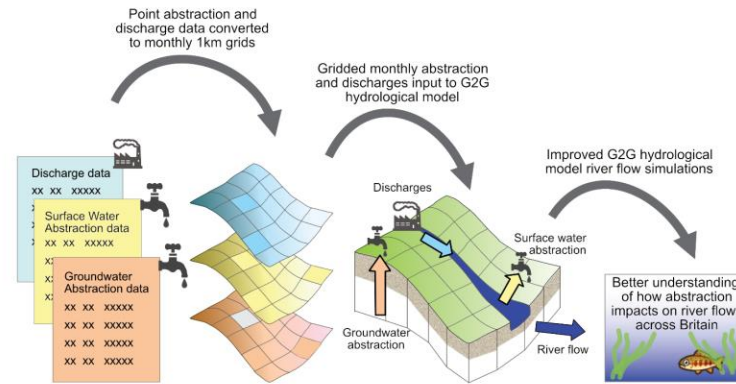 Point abstraction and
discharge data converted
to monthly 1km grids
Gridded monthly abstraction
and discharges input to G2G
hydrological model
Improved G2G hydrological
model river flow simulations
Discharge data
xx xx xxxxx
Surface Water
Abstraction data
xx xx xxxxx
xx
xx
Groundwater
Abstraction data
xx xx xxxxx
xx xx xxxxx
xx xx xxxxx
xx xx xxxxx
Discharges
Surface water
abstraction
Groundwater
abstraction
River flow
Better understanding
of how abstraction
impacts on river flow
across Britain